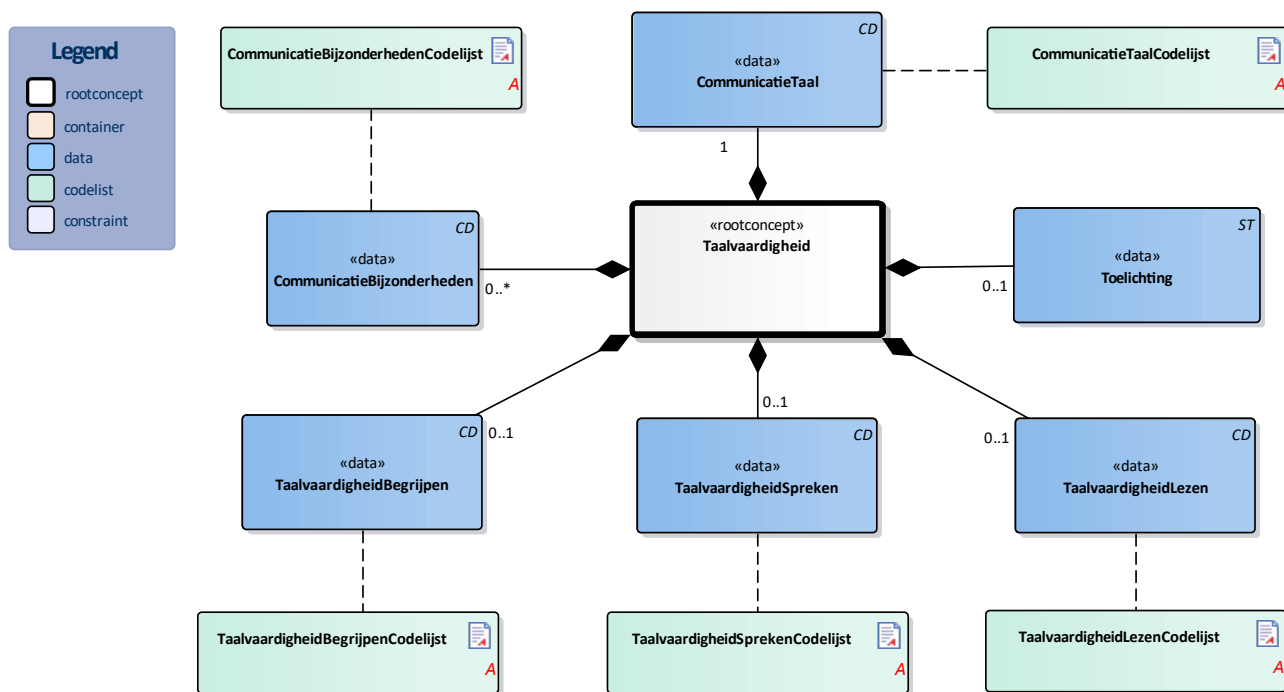 Legend
rootconcept
container
data
codelist
constraint
CommunicatieBijzonderhedenCodelijst
A
CD
«data»
CommunicatieTaal
CommunicatieTaalCodelijst
A
1
CD
«data»
CommunicatieBijzonderheden
0..*
«rootconcept»
Taalvaardigheid
ST
«data»
Toelichting
0..1
CD
«data»
TaalvaardigheidBegrijpen
0..1
0..1
CD
«data»
TaalvaardigheidSpreken
0..1
CD
«data»
TaalvaardigheidLezen
TaalvaardigheidBegrijpenCodelijst
A
TaalvaardigheidSprekenCodelijst
A
TaalvaardigheidLezenCodelijst
A